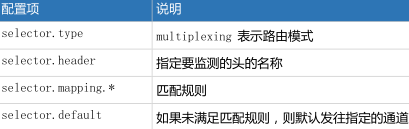 配置项 说明
selector.type multiplexing 表示路由模式
selector.header 指定要监测的头的名称
selector.mapping.* 匹配规则
selector.default 如果未满足匹配规则，则默认发往指定的通道